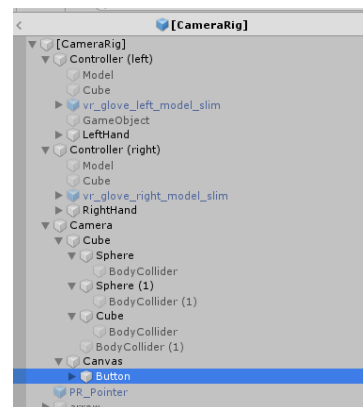 [CameraRig]
[CameraRig]
Controller (left)
Model
Cube
vr_glove_left_model_slim
GameObject
LeftHand
Controller (right)
Model
Cube
vr_glove_right_model_slim
RightHand
Camera
Cube
Sphere
BodyCollider
Sphere (1)
BodyCollider (1)
Cube
BodyCollider
BodyCollider (1)
Canvas
Button
PR_Pointer
arrow